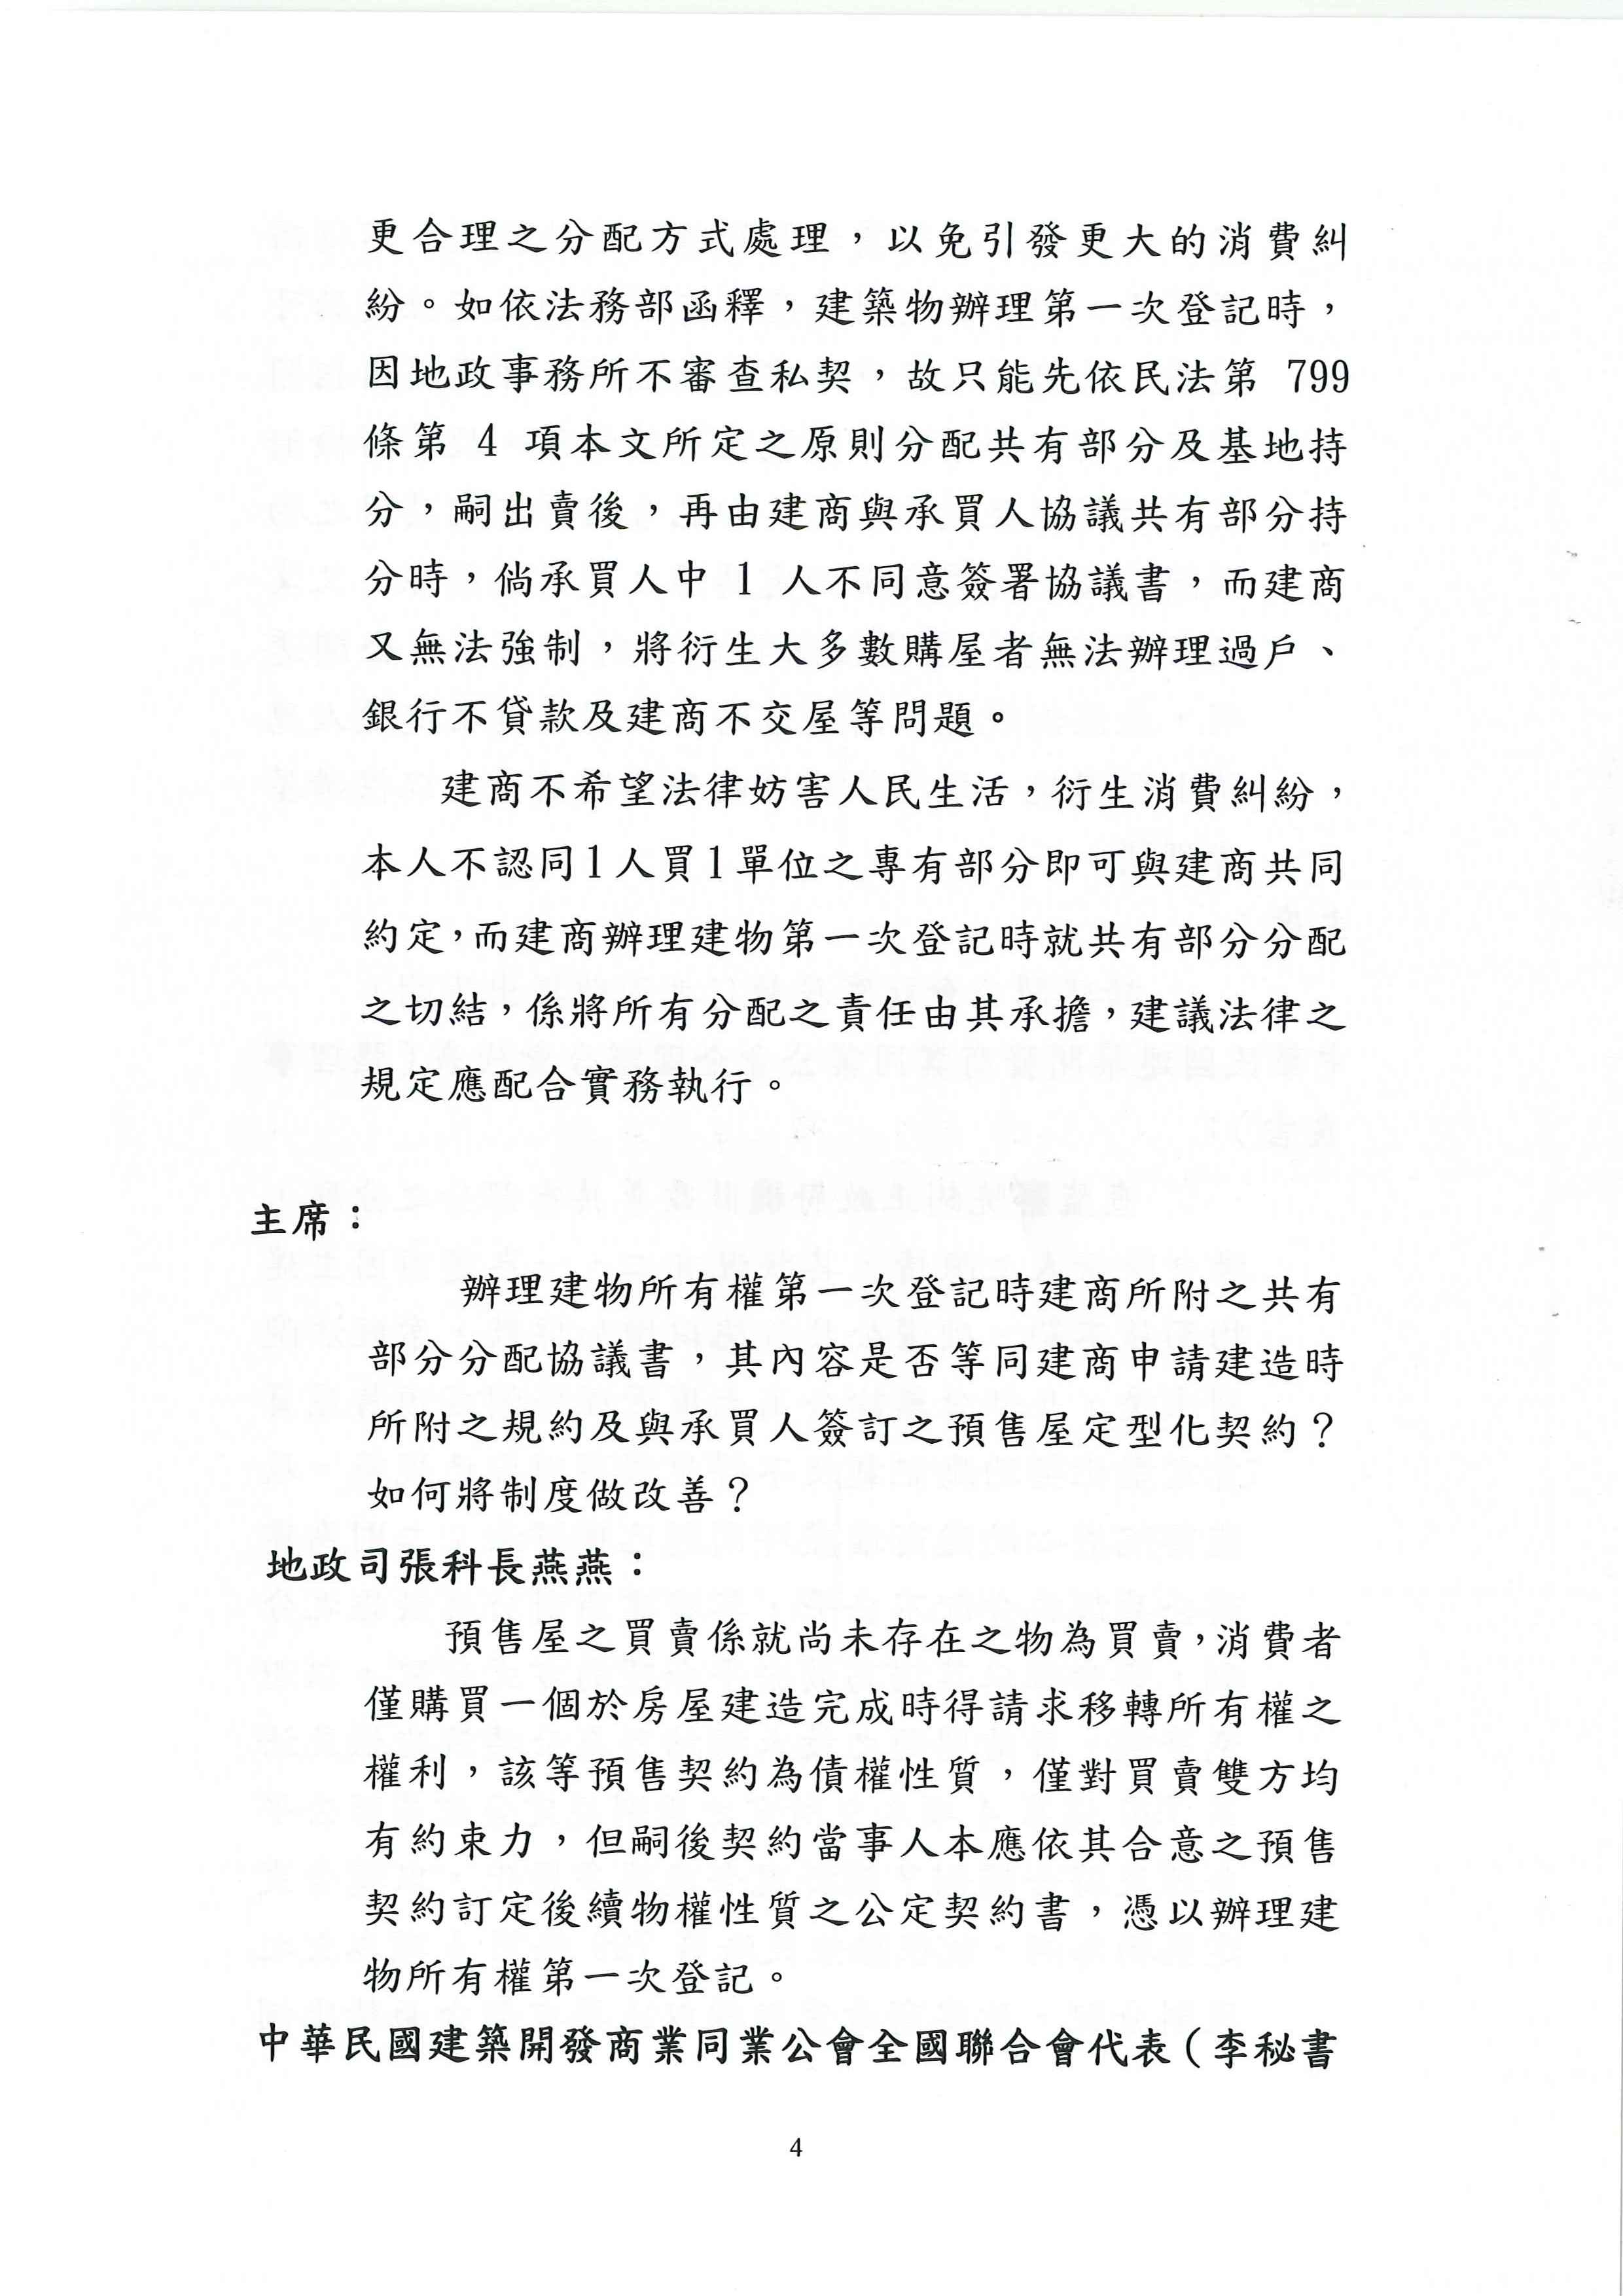 更合理之分配方式處理，以免引發更大的消費糾
紛。如依法務部函釋，建築物辦理第一次登記時，
因地政事務所不審查私契，故只能先依民法第 799
條第 4 項本文所定之原則分配共有部分及基地持
分，嗣出賣後，再由建商與承買人協議共有部分持
分時，倘承買人中 1 人不同意簽署協議書，而建商
又無法強制，將衍生大多數購屋者無法辦理過戶、
銀行不貸款及建商不交屋等問題。
建商不希望法律妨害人民生活，衍生消費糾紛，
本人不認同1人買1單位之專有部分即可與建商共同
約定，而建商辦理建物第一次登記時就共有部分分配
之切結，係將所有分配之責任由其承擔，建議法律之
規定應配合實務執行。
主席：
辦理建物所有權第一次登記時建商所附之共有
部分分配協議書，其內容是否等同建商申請建造時
所附之規約及與承買人簽訂之預售屋定型化契約？
如何將制度做改善？
地政司張科長燕燕：
預售屋之買賣係就尚未存在之物為買賣，消費者
僅購買一個於房屋建造完成時得請求移轉所有權之
權利，該等預售契約為債權性質，僅對買賣雙方均
有約束力，但嗣後契約當事人本應依其合意之預售
契約訂定後續物權性質之公定契約書，憑以辦理建
物所有權第一次登記。
中華民國建築開發商業同業公會全國聯合會代表（李秘書
4